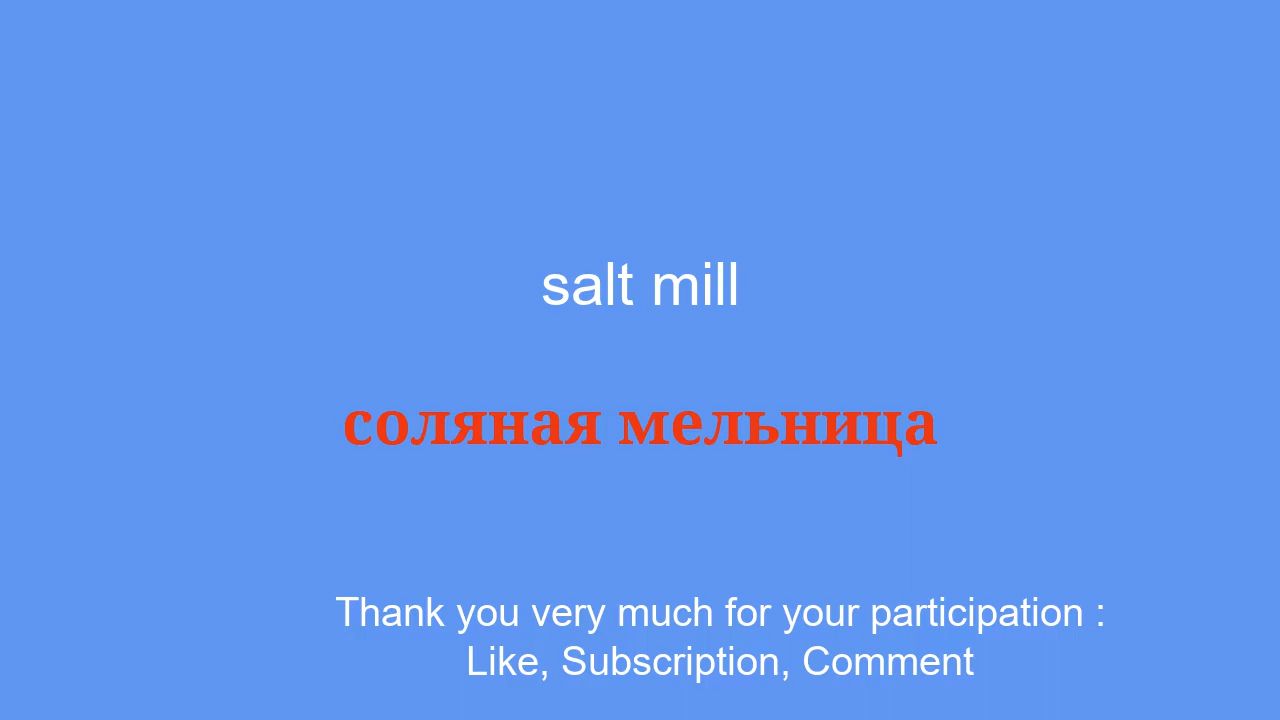 salt mill
соляная мельница
Thank you very much for your participation :
Like, Subscription, Comment